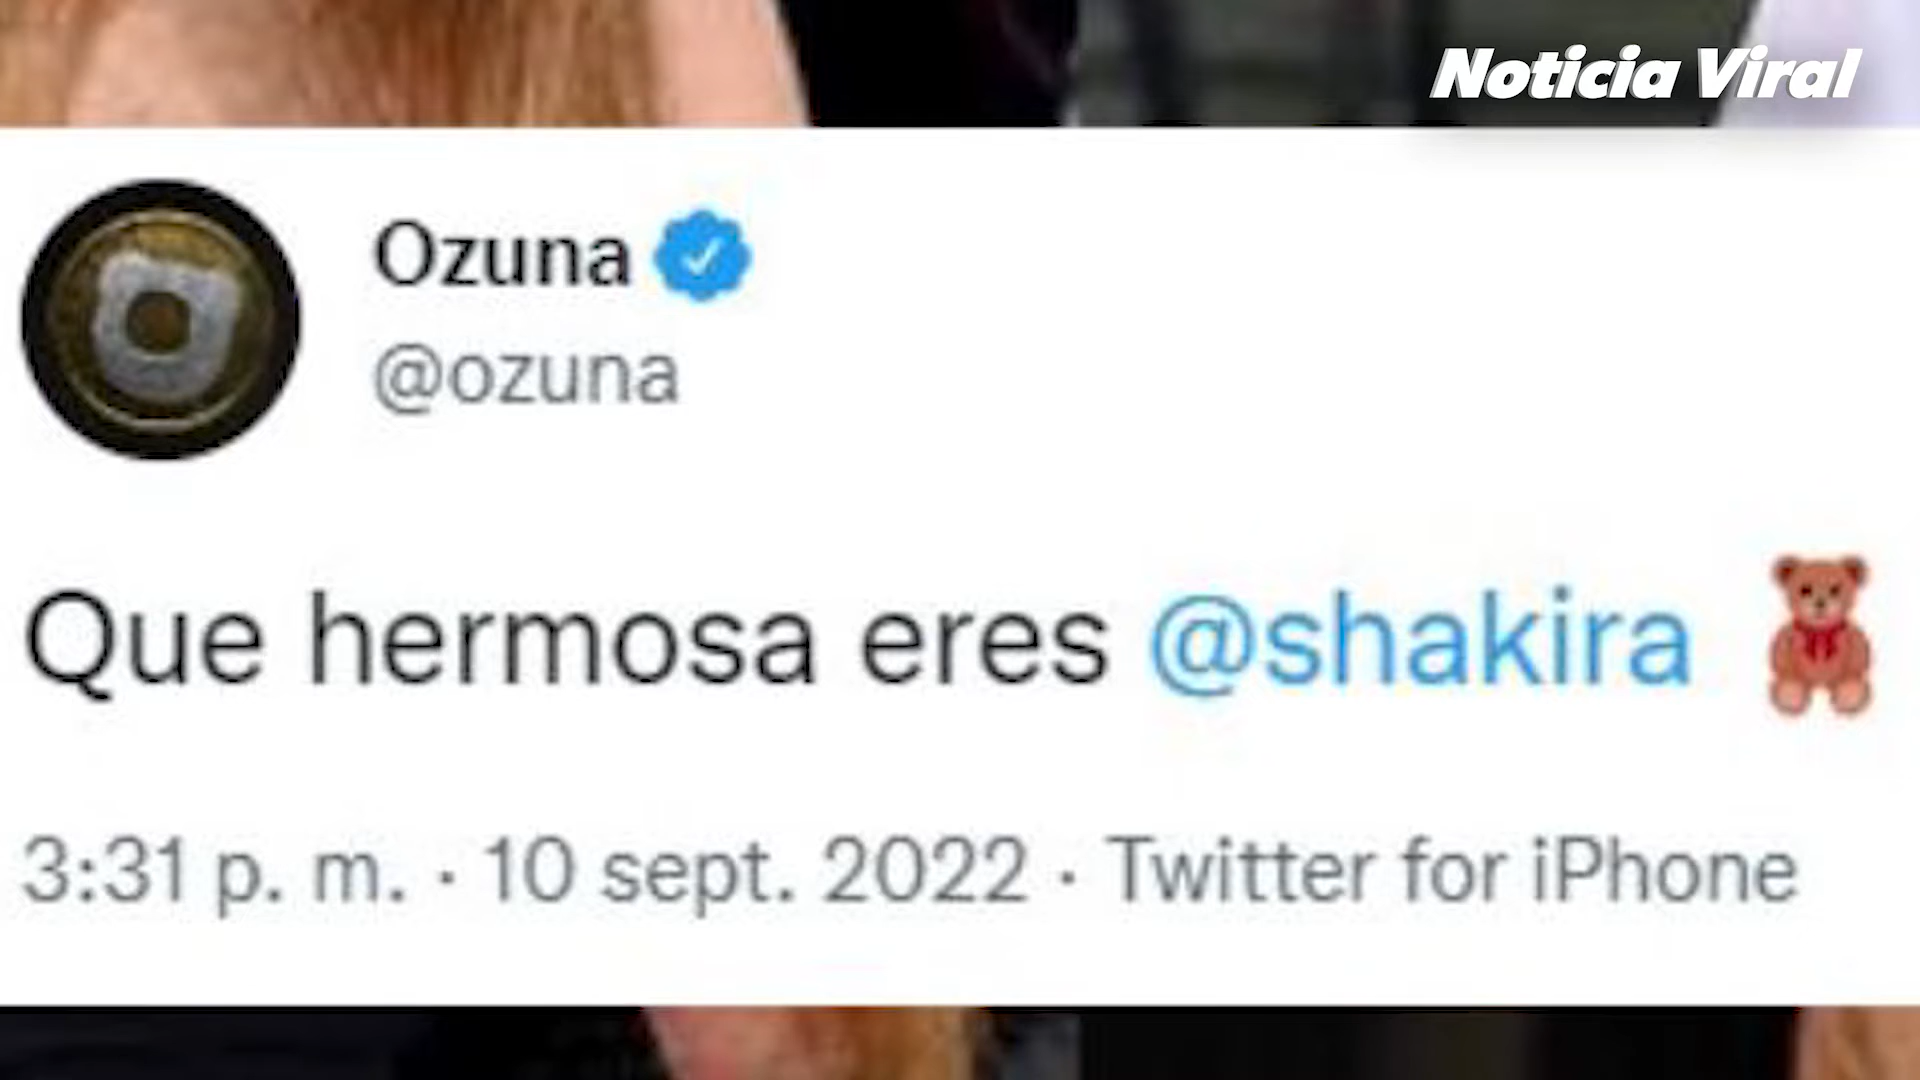 Noticia Viral
Ozuna
@ozuna
Que hermosa eres @shakira 🧸
3:31 p. m. · 10 sept. 2022 · Twitter for iPhone